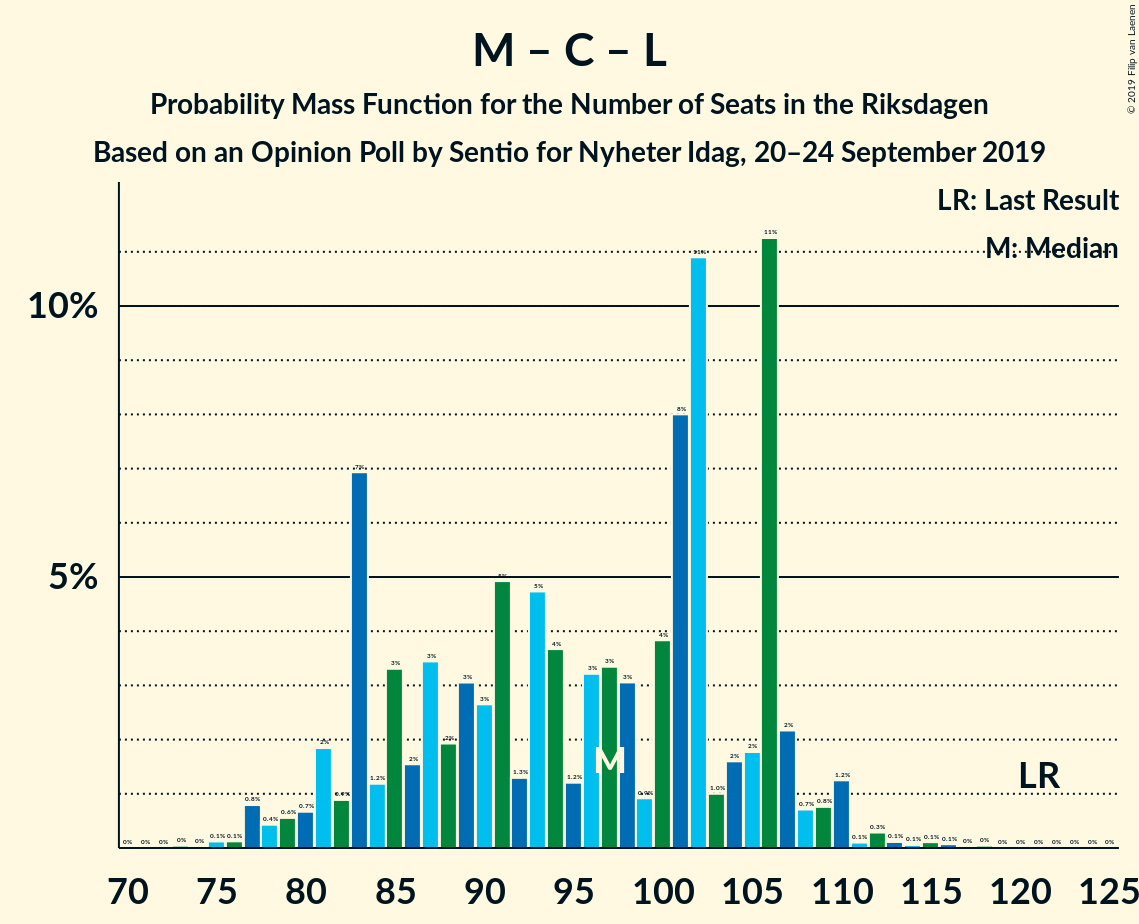 M – C – L
Probability Mass Function for the Number of Seats in the Riksdagen
Based on an Opinion Poll by Sentio for Nyheter Idag, 20–24 September 2019
© 2019 Filip van Laenen
LR: Last Result
M: Median
10%
5%
0% 0% 0% 0% 0% 0.1% 0.1% 0.8% 0.4% 0.6% 0.7% 2% 0.9% 7% 1.2% 3% 2% 3% 2% 3% 3% 5% 1.3% 5% 4% 1.2% 3% 3% 3% 0.9% 4% 8% 11% 1.0% 2% 2% 11% 2% 0.7% 0.8% 1.2% 0.1% 0.3% 0.1% 0.1% 0.1% 0.1% 0% 0% 0% 0% 0% 0% 0% 0% 0%
M
LR
70 75 80 85 90 95 100 105 110 115 120 125